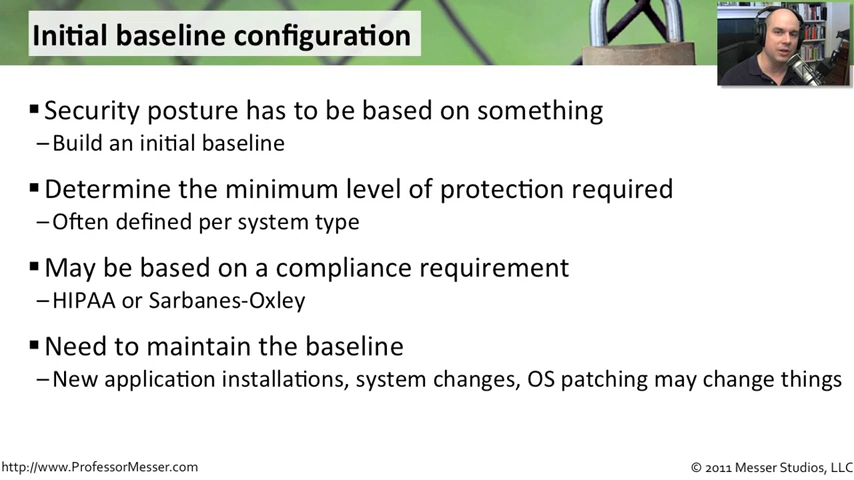 Initial baseline configuration
▪ Security posture has to be based on something
– Build an initial baseline
▪ Determine the minimum level of protection required
– Often defined per system type
▪ May be based on a compliance requirement
– HIPAA or Sarbanes-Oxley
▪ Need to maintain the baseline
– New application installations, system changes, OS patching may change things
http://www.ProfessorMesser.com
© 2011 Messer Studios, LLC